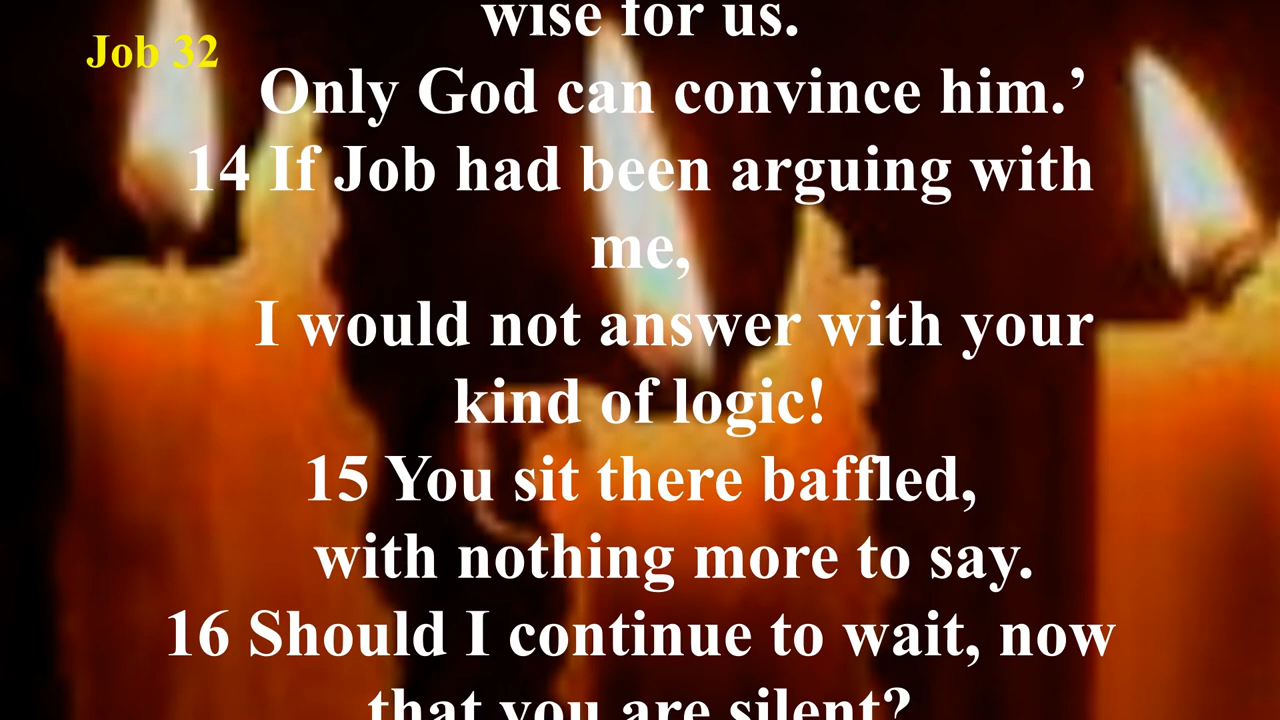 wise for us.
Job 32
Only God can convince him.’
14 If Job had been arguing with
me,
I would not answer with your
kind of logic!
15 You sit there baffled,
with nothing more to say.
16 Should I continue to wait, now
that you are silent?